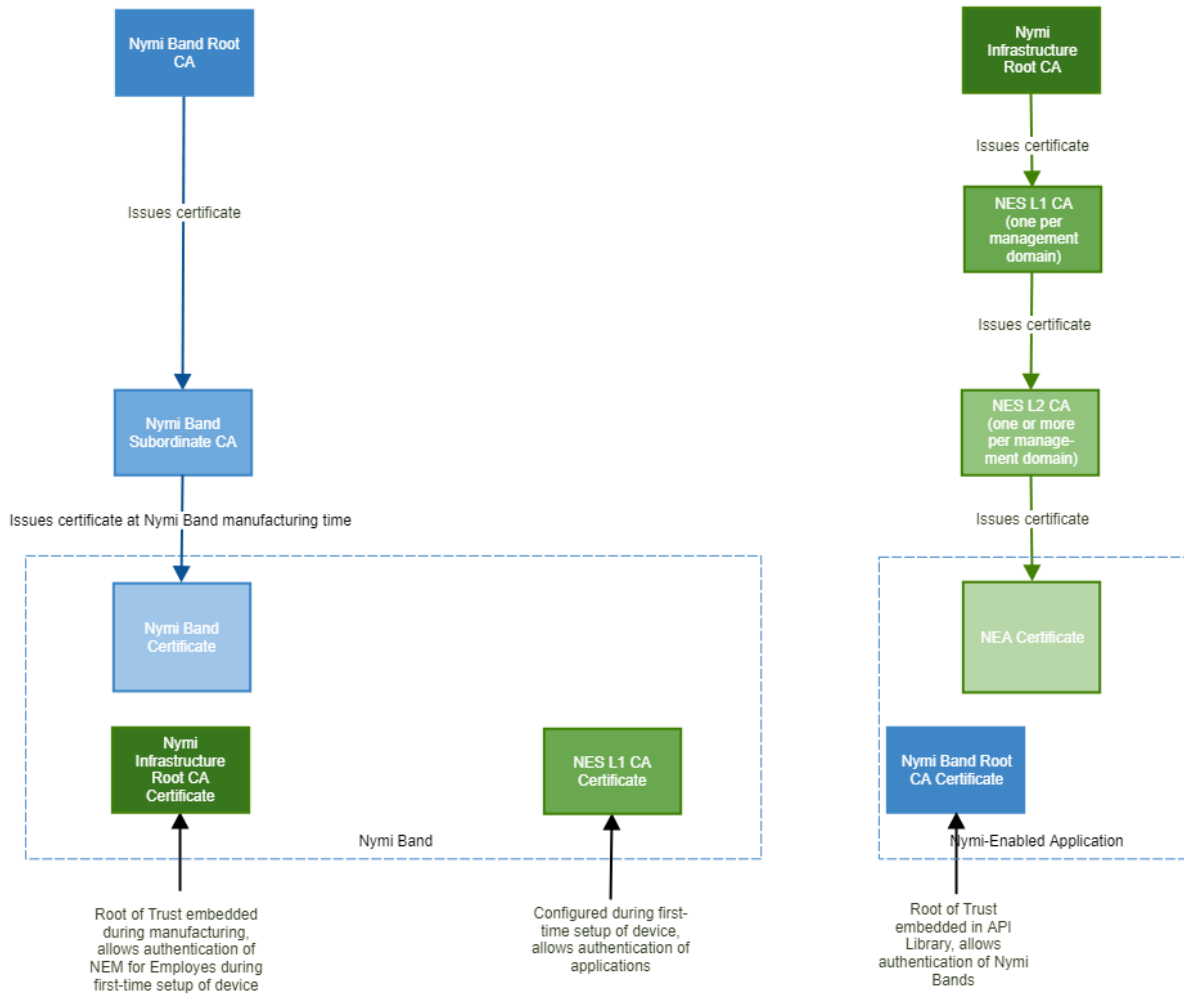 Nymi Band Root
CA
Nymi
Infrastructure
Root CA
Issues certificate
NES L1 CA
(one per
management
domain)
Issues certificate
Issues certificate
Nymi Band
Subordinate CA
NES L2 CA
(one or more
per manage-
ment domain)
Issues certificate at Nymi Band manufacturing time
Issues certificate
Nymi Band
Certificate
NEA Certificate
Nymi
Infrastructure
Root CA
Certificate
NES L1 CA
Certificate
Nymi Band Root
CA Certificate
Nymi Band
Nymi-Enabled Application
Root of Trust embedded
during manufacturing,
allows authentication of
NEM for Employes during
first-time setup of device
Configured during first-
time setup of device,
allows authentication of
applications
Root of Trust
embedded in API
Library, allows
authentication of Nymi
Bands